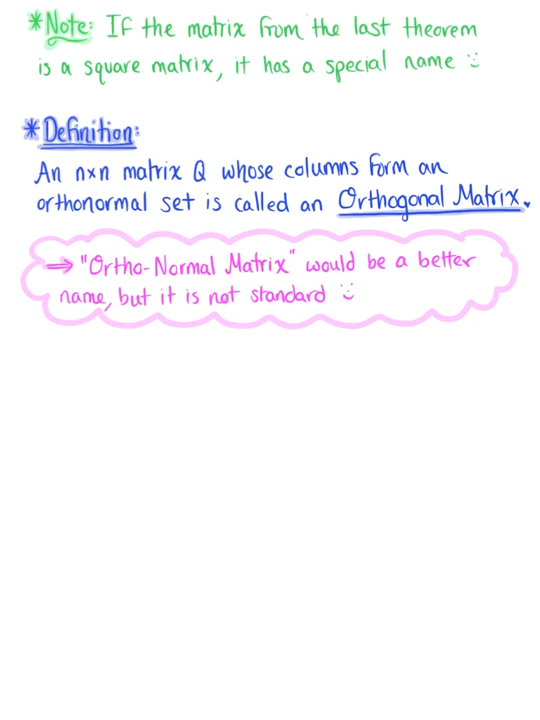 *Note: If the matrix from the last theorem
is a square matrix, it has a special name :)
*Definition:
An n×n matrix Q whose columns form an
orthonormal set is called an Orthogonal Matrix.
⇒ "Ortho-Normal Matrix" would be a better
name, but it is not standard :)